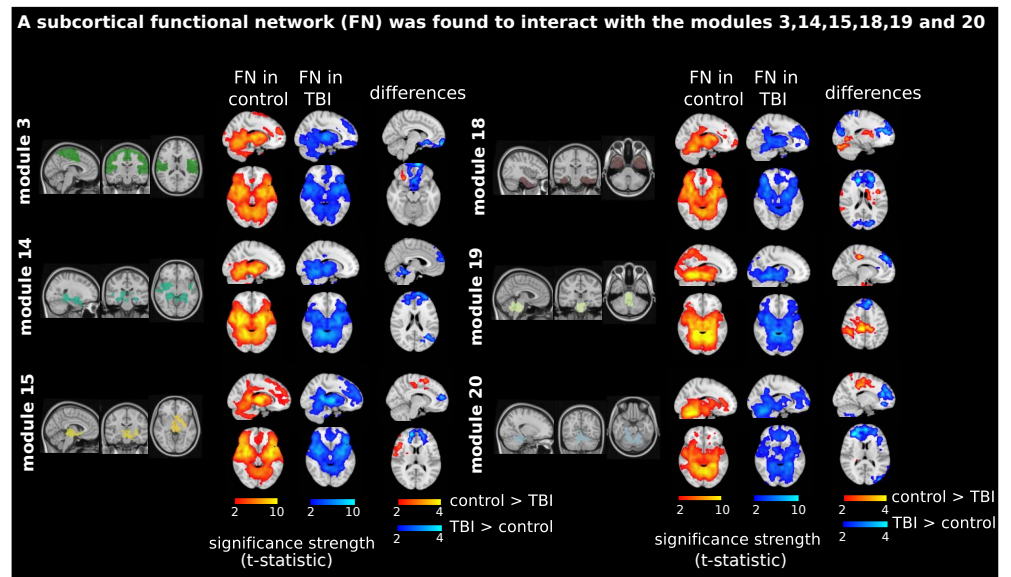 A subcortical functional network (FN) was found to interact with the modules 3,14,15,18,19 and 20
FN in control
FN in TBI
differences
module 3
module 14
module 15
2 10
2 10
2 4
control > TBI
2 4
TBI > control
significance strength
(t-statistic)
FN in control
FN in TBI
differences
module 18
module 19
module 20
2 10
2 10
2 4
control > TBI
2 4
TBI > control
significance strength
(t-statistic)